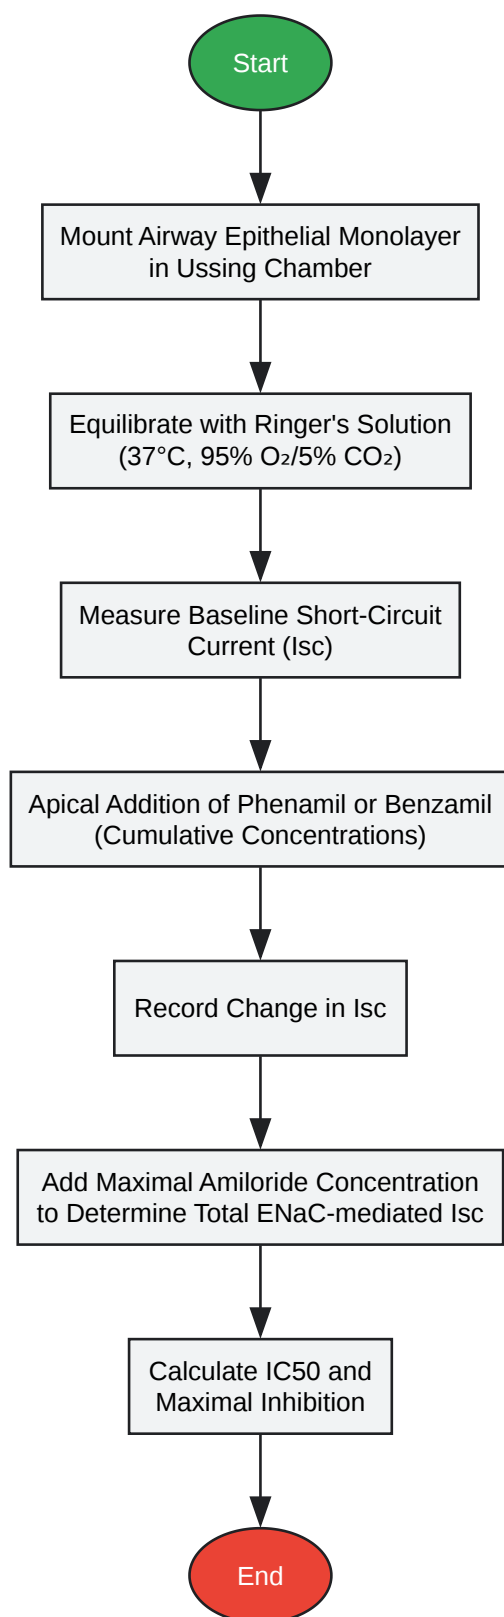 Start
Mount Airway Epithelial Monolayer
in Ussing Chamber
Equilibrate with Ringer's Solution
(37°C, 95% O₂/5% CO₂)
Measure Baseline Short-Circuit
Current (Isc)
Apical Addition of Phenamil or Benzamil
(Cumulative Concentrations)
Record Change in Isc
Add Maximal Amiloride Concentration
to Determine Total ENaC-mediated Isc
Calculate IC50 and
Maximal Inhibition
End